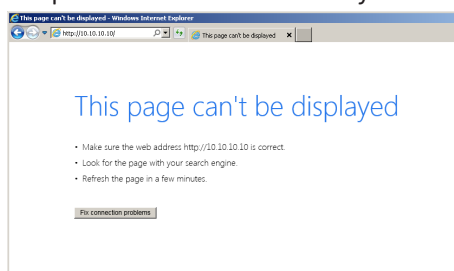 This page can't be displayed - Windows Internet Explorer
http://10.10.10.10/
This page can't be displayed
This page can't be displayed
• Make sure the web address http://10.10.10.10 is correct.
• Look for the page with your search engine.
• Refresh the page in a few minutes.
Fix connection problems